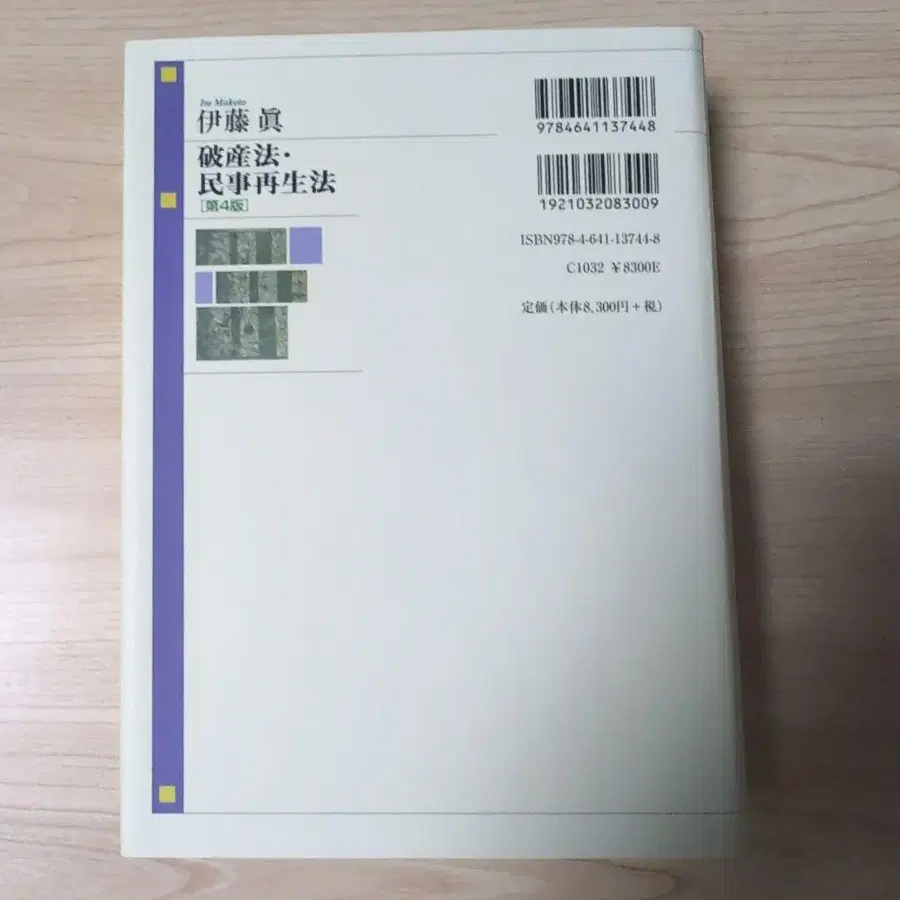 Ito Makoto
伊藤 眞
破産法・
民事再生法
[第4版]
9784641137448
1921032083009
ISBN978-4-641-13744-8
C1032 ¥8300E
定価(本体8,300円+税)